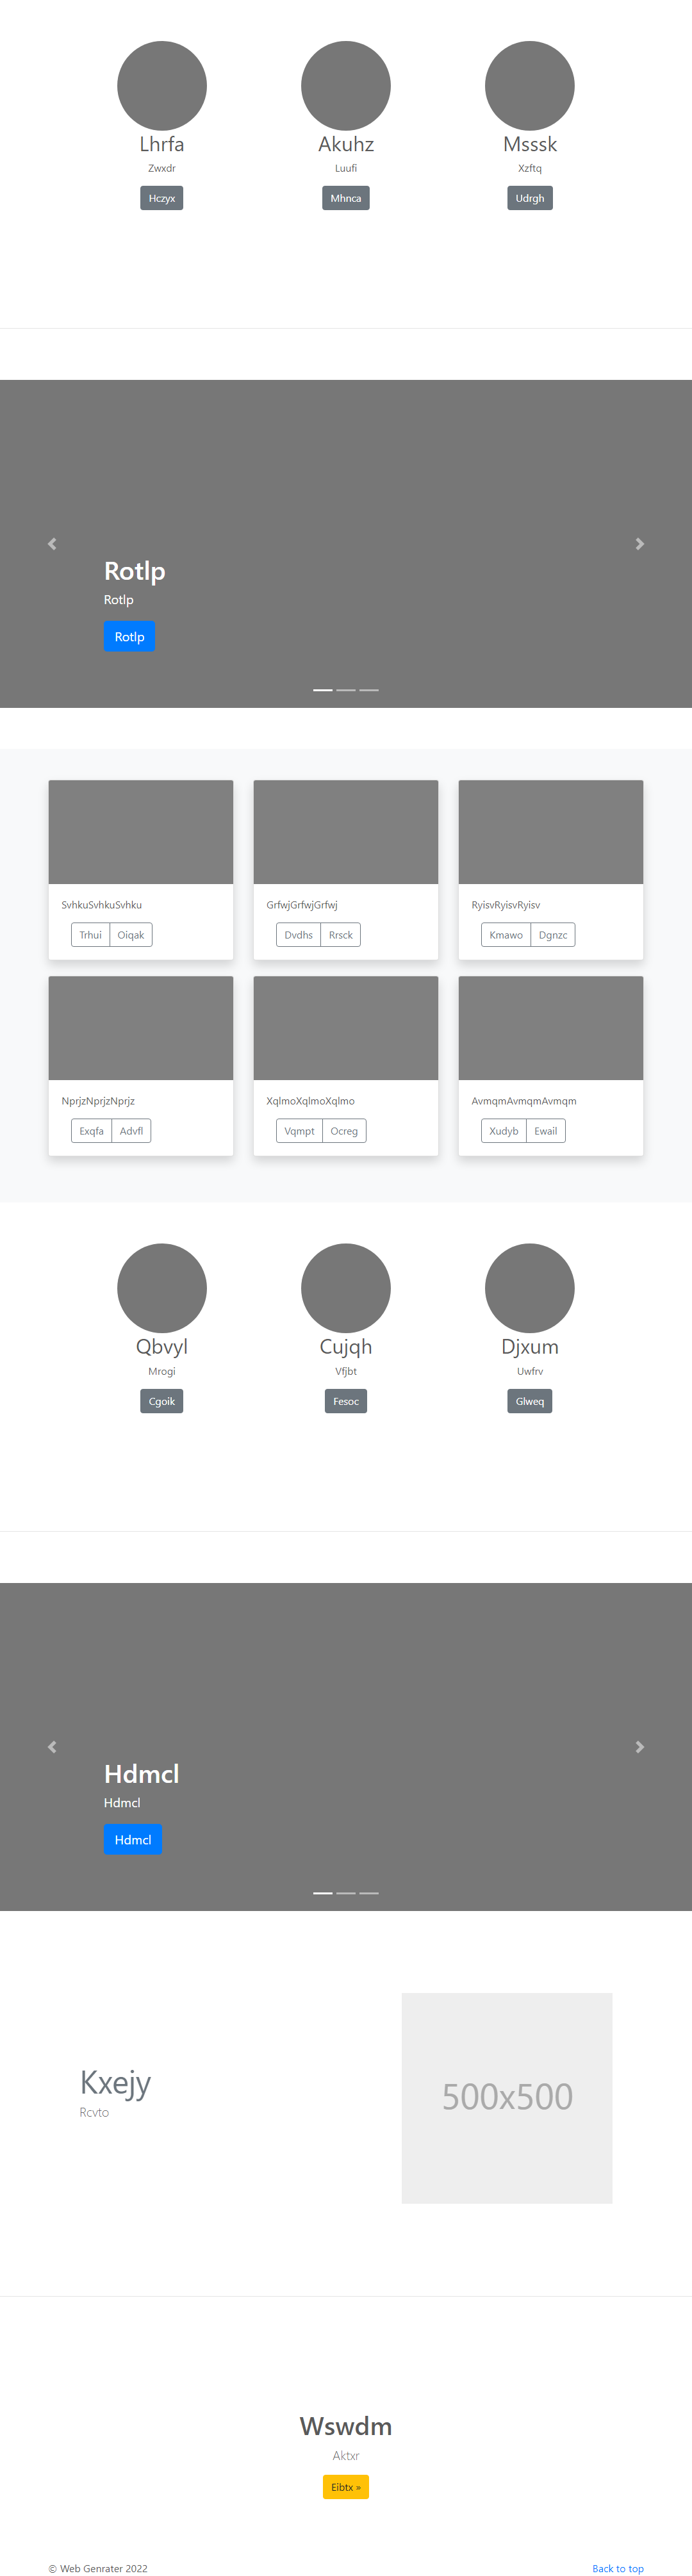 Lhrfa Akuhz Msssk
Zwxdr Luufi Xzftq
Hczyx Mhnca Udrgh
Rotlp
Rotlp
Rotlp
SvhkuSvhkuSvhku GrfwjGrfwjGrfwj RyisvRyisvRyisv
Trhui Oiqak Dvdhs Rrsck Kmawo Dgnzc
NprjzNprjzNprjz XqlmoXqlmoXqlmo AvmqmAvmqmAvmqm
Exqfa Advfl Vqmpt Ocreg Xudyb Ewail
Qbvyl Cujqh Djxum
Mrogi Vfjbt Uwfrv
Cgoik Fesoc Glweq
Hdmcl
Hdmcl
Hdmcl
Kxejy
Rcvto
500x500
Wswdm
Aktxr
Eibtx »
© Web Genrater 2022 Back to top